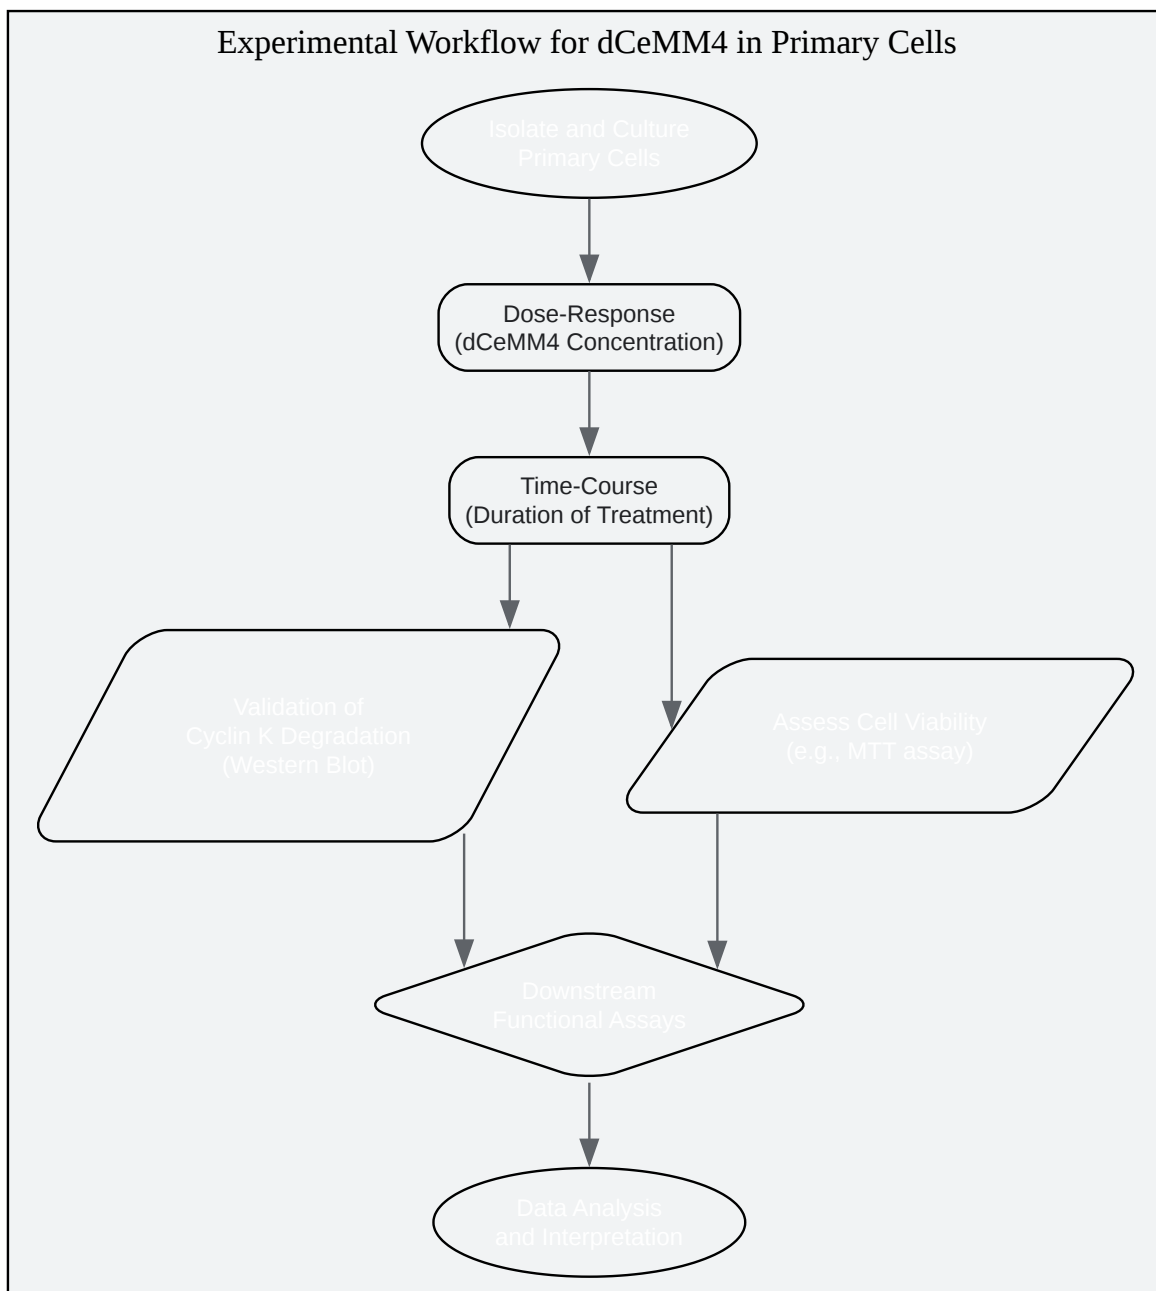 Experimental Workflow for dCeMM4 in Primary Cells
Isolate and Culture
Primary Cells
Dose-Response
(dCeMM4 Concentration)
Time-Course
(Duration of Treatment)
Validation of
Cyclin K Degradation
(Western Blot)
Assess Cell Viability
(e.g., MTT assay)
Downstream
Functional Assays
Data Analysis
and Interpretation